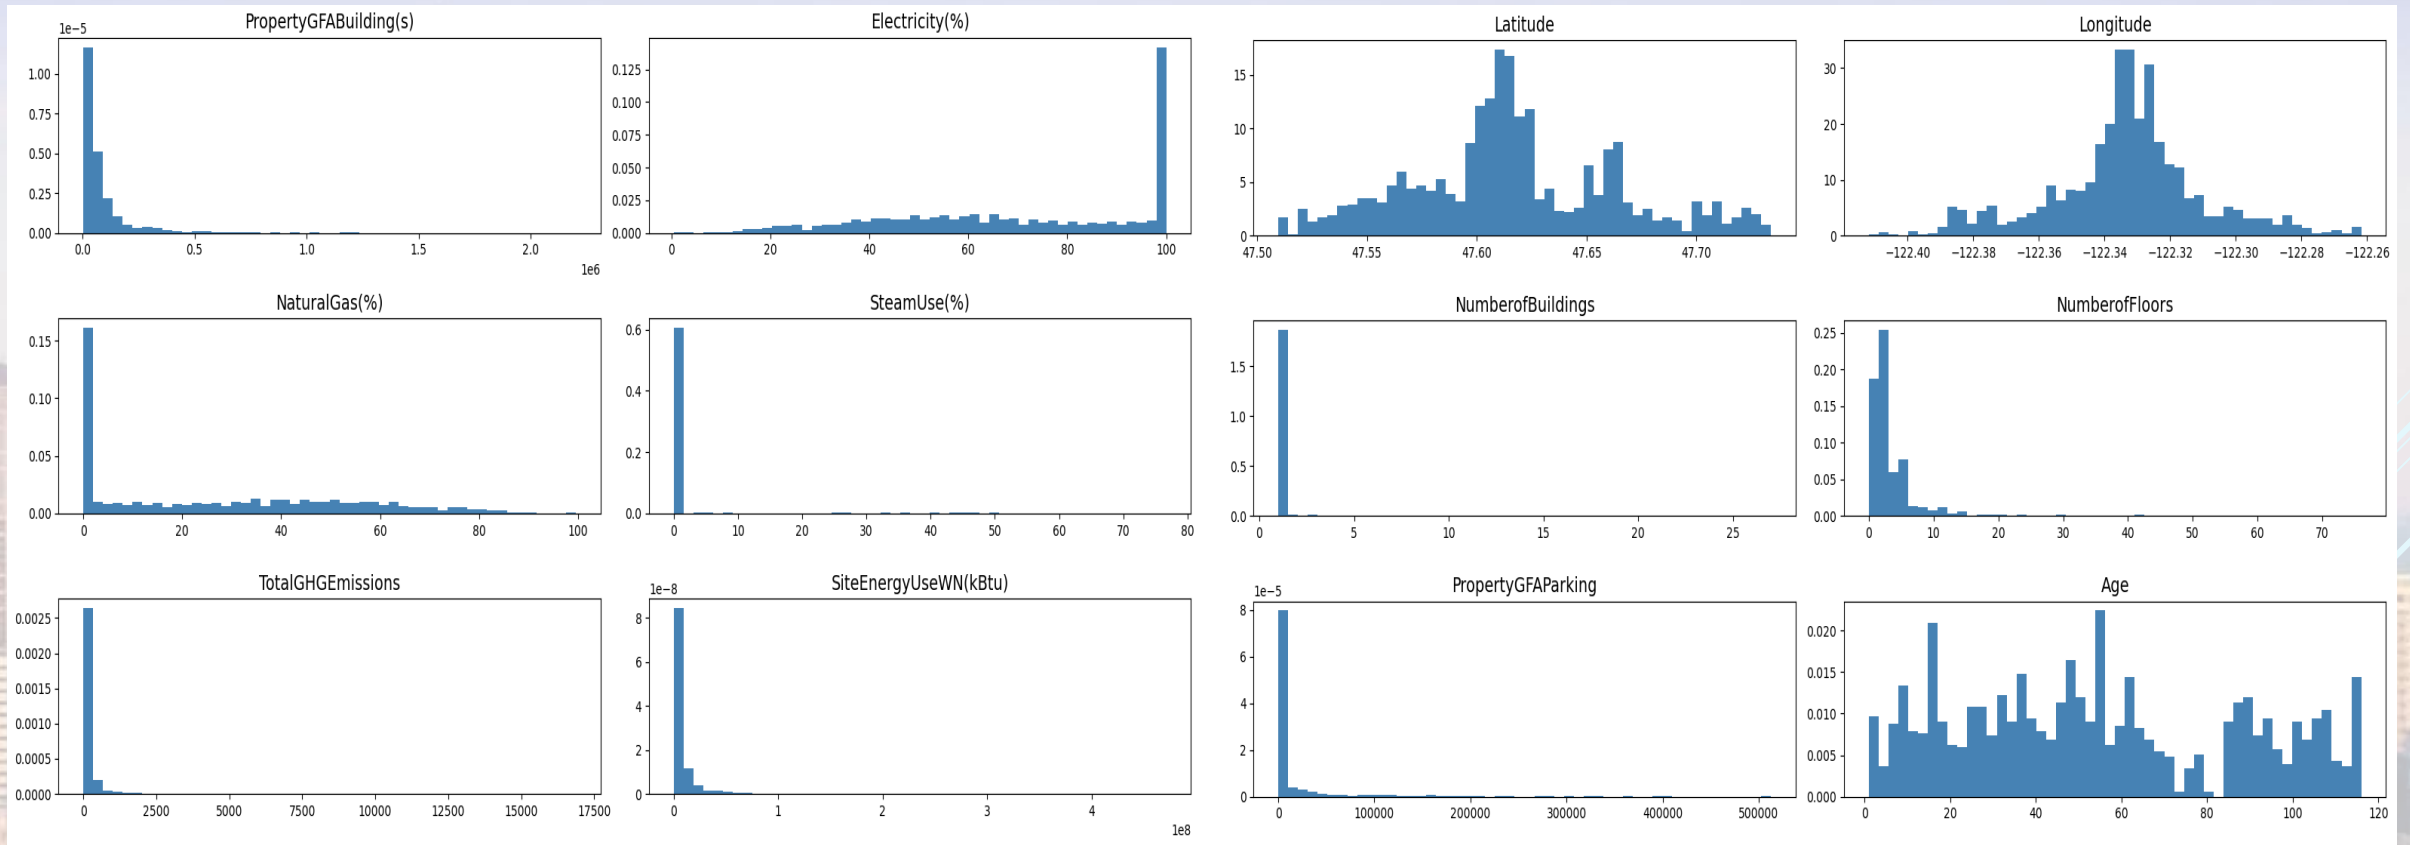 PropertyGFABuilding(s)
1e−5
1.00
0.75
0.50
0.25
0.00
0.0 0.5 1.0 1.5 2.0
1e6
Electricity(%)
0.125
0.100
0.075
0.050
0.025
0.000
20 40 60 80 100
Latitude
15
10
5
0
47.50 47.55 47.60 47.65 47.70
Longitude
30
20
10
0
−122.40 −122.38 −122.36 −122.34 −122.32 −122.30 −122.28 −122.26
NaturalGas(%)
0.15
0.10
0.05
0.00
0 20 40 60 80 100
SteamUse(%)
0.6
0.4
0.2
0.0
0 10 20 30 40 50 60 70 80
NumberofBuildings
1.5
1.0
0.5
0.0
0 5 10 15 20 25
NumberofFloors
0.25
0.20
0.15
0.10
0.05
0.00
0 10 20 30 40 50 60 70
TotalGHGEmissions
0.0025
0.0020
0.0015
0.0010
0.0005
0.0000
0 2500 5000 7500 10000 12500 15000 17500
SiteEnergyUseWN(kBtu)
1e−8
8
6
4
2
0
0 1 2 3 4
1e8
PropertyGFAParking
1e−5
8
6
4
2
0
0 100000 200000 300000 400000 500000
Age
0.020
0.015
0.010
0.005
0.000
0 20 40 60 80 100 120